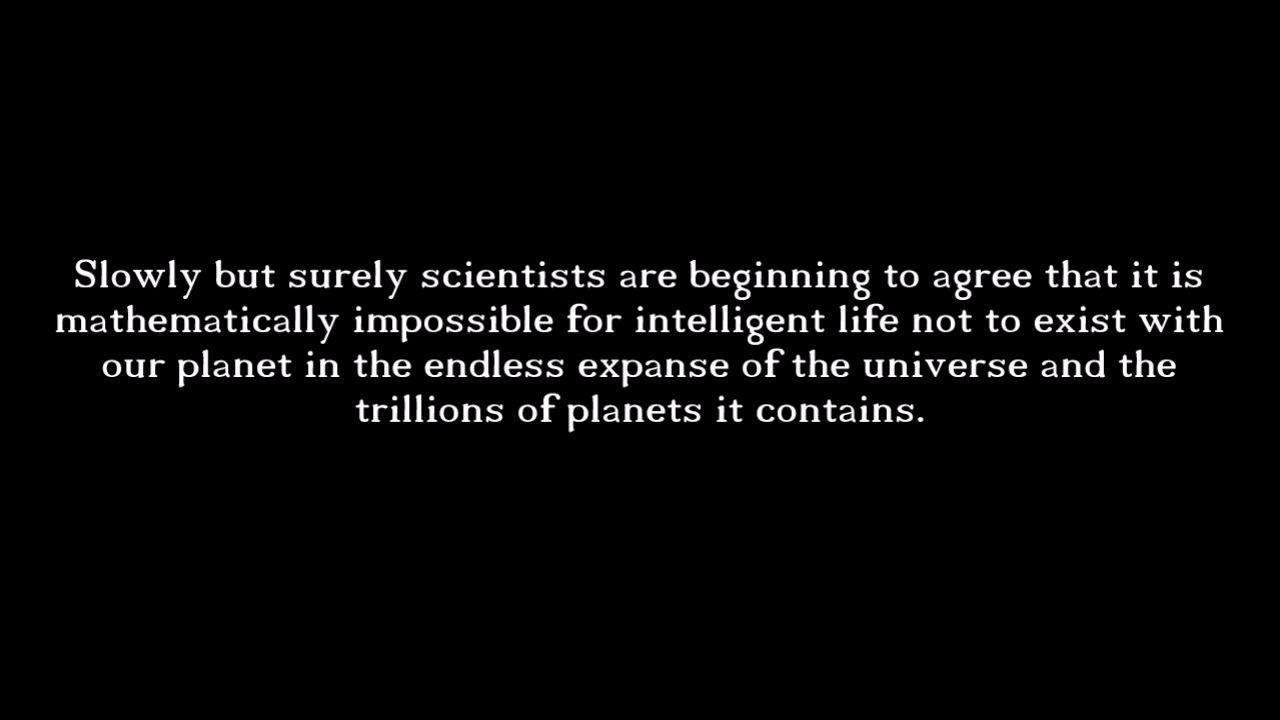 Slowly but surely scientists are beginning to agree that it is
mathematically impossible for intelligent life not to exist with
our planet in the endless expanse of the universe and the
trillions of planets it contains.